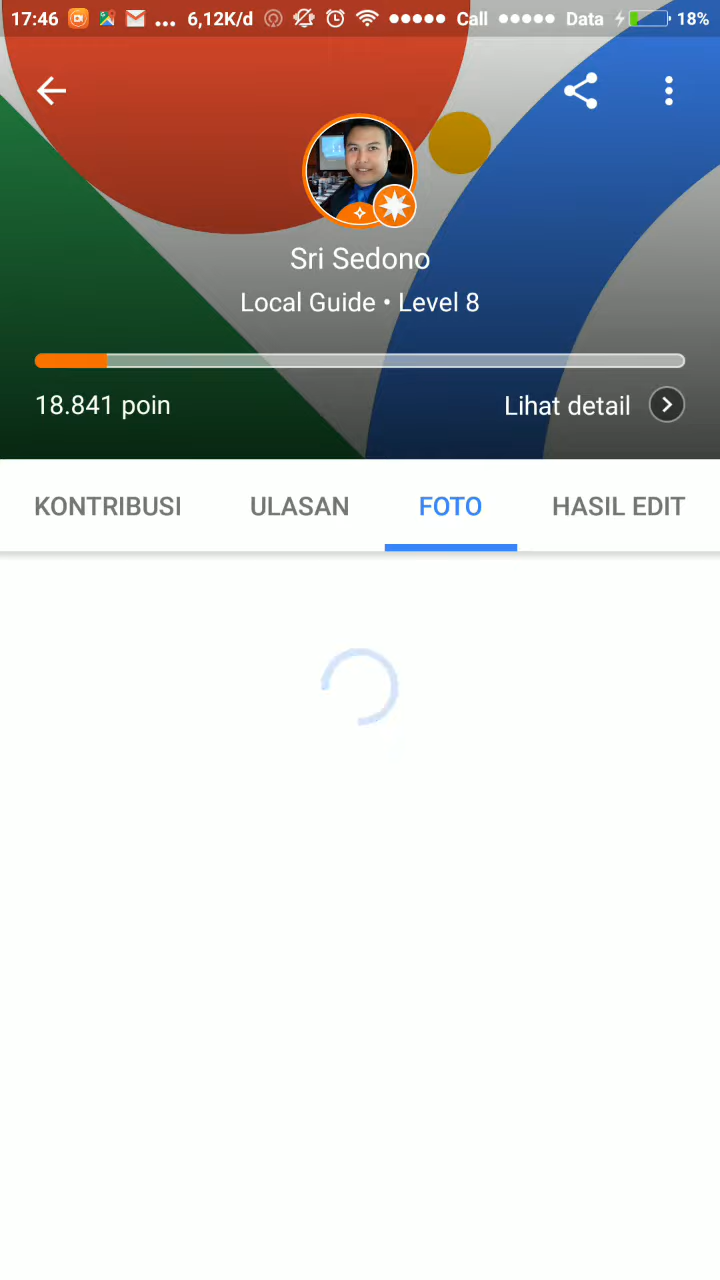 17:46 ... 6,12K/d Call Data 18%
Sri Sedono
Local Guide • Level 8
18.841 poin
Lihat detail
KONTRIBUSI ULASAN FOTO HASIL EDIT